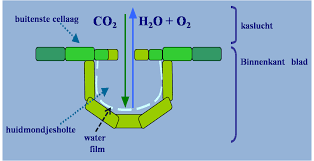 buitenste cellaag
CO₂
H₂O + O₂
kaslucht
Binnenkant blad
huidmondjesholte
water
film